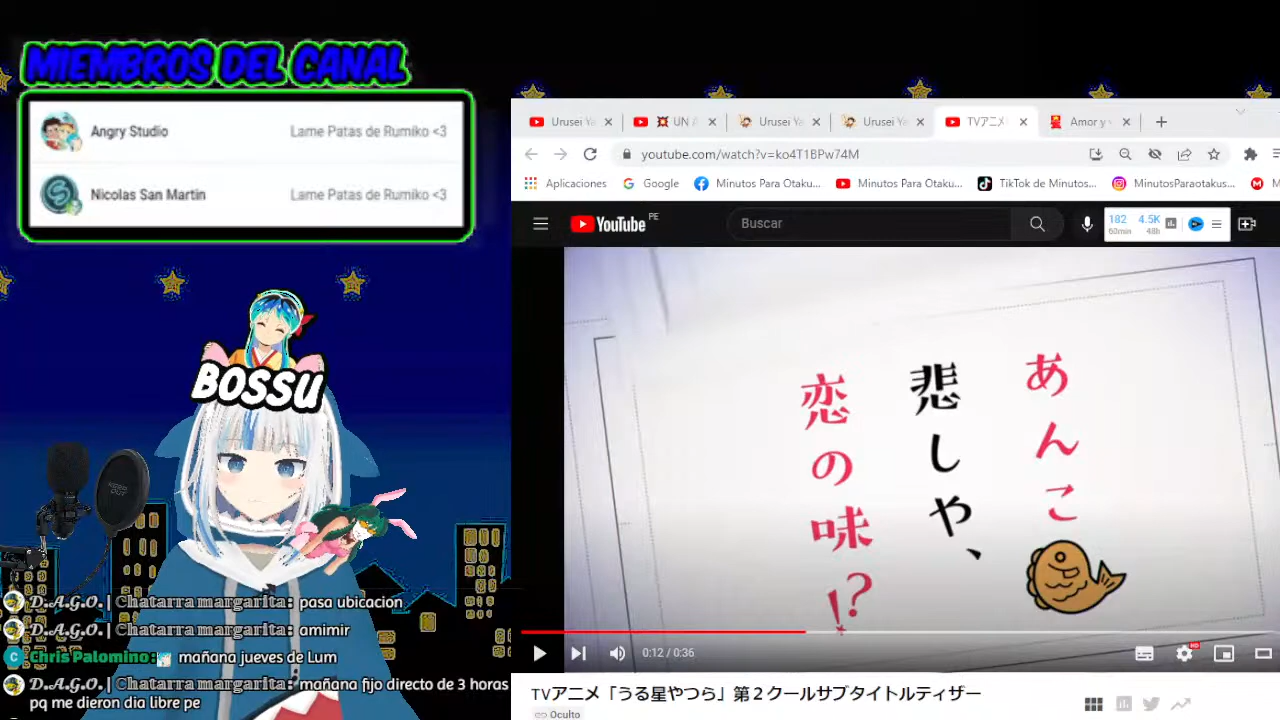 MIEMBROS DEL CANAL
Angry Studio Lame Patas de Rumiko <3
Nicolas San Martin Lame Patas de Rumiko <3
BOSSU
D.A.G.O. | Chatarra margarita: pasa ubicacion
D.A.G.O. | Chatarra margarita: amimir
Chris Palomino: mañana jueves de Lum
D.A.G.O. | Chatarra margarita: mañana fijo directo de 3 horas
pq me dieron dia libre pe
Urusei Ya UN A Urusei Ya Urusei Ya TVアニメ Amor y
youtube.com/watch?v=ko4T1BPw74M
Aplicaciones Google Minutos Para Otaku... Minutos Para Otaku... TikTok de Minutos... MinutosParaotakus...
YouTube PE Buscar 182 60min 4.5K 48h
あんこ
悲しや、
恋の味!?
0:12 / 0:36 HD
TVアニメ「うる星やつら」第２クールサブタイトルティザー
Oculto